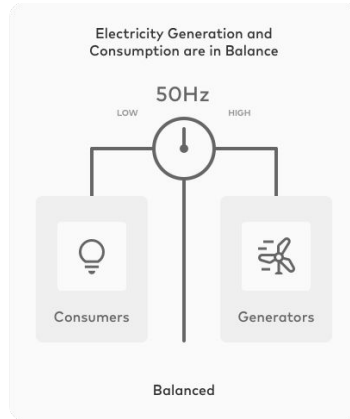 Electricity Generation and
Consumption are in Balance
50Hz
LOW
HIGH
Consumers
Generators
Balanced